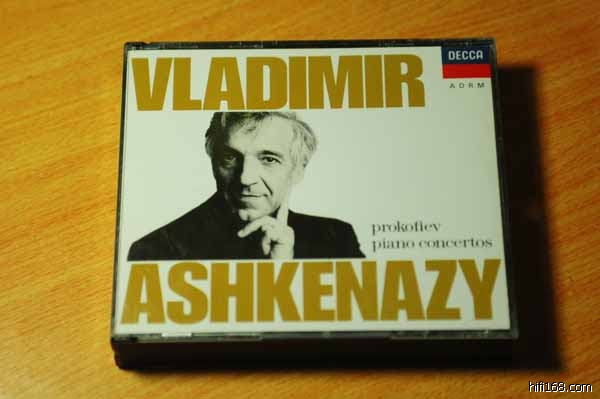 VLADIMIR
DECCA
ADRM
prokofiev
piano concertos
ASHKENAZY
hifi168.com